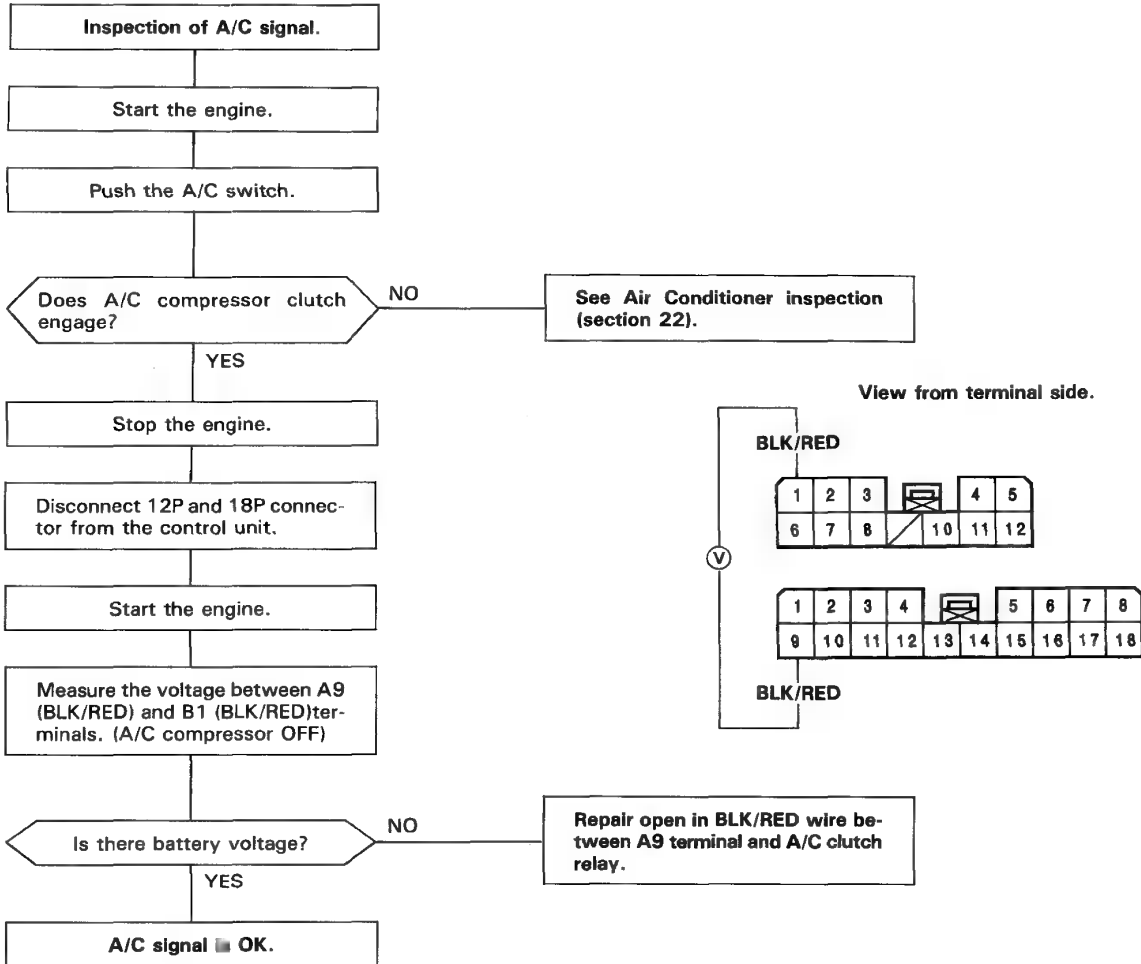 Inspection of A/C signal.
Start the engine.
Push the A/C switch.
Does A/C compressor clutch
engage?
NO
See Air Conditioner inspection
(section 22).
YES
Stop the engine.
Disconnect 12P and 18P connec-
tor from the control unit.
Start the engine.
Measure the voltage between A9
(BLK/RED) and B1 (BLK/RED)ter-
minals. (A/C compressor OFF)
Is there battery voltage?
NO
Repair open in BLK/RED wire be-
tween A9 terminal and A/C clutch
relay.
YES
A/C signal OK.
View from terminal side.
BLK/RED
1 2 3 4 5
6 7 8 10 11 12
V
1 2 3 4 5 6 7 8
9 10 11 12 13 14 15 16 17 18
BLK/RED